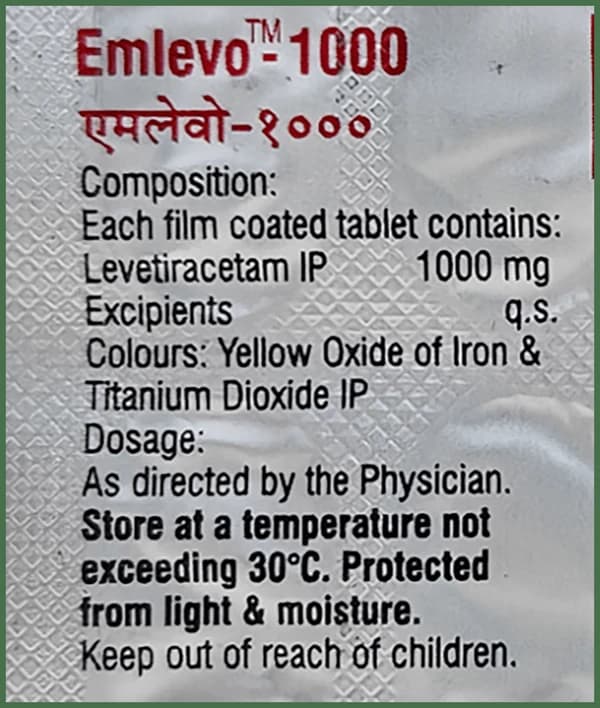 Emlevo™-1000
एमलेवो-१०००
Composition:
Each film coated tablet contains:
Levetiracetam IP 1000 mg
Excipients q.s.
Colours: Yellow Oxide of Iron &
Titanium Dioxide IP
Dosage:
As directed by the Physician.
Store at a temperature not
exceeding 30°C. Protected
from light & moisture.
Keep out of reach of children.